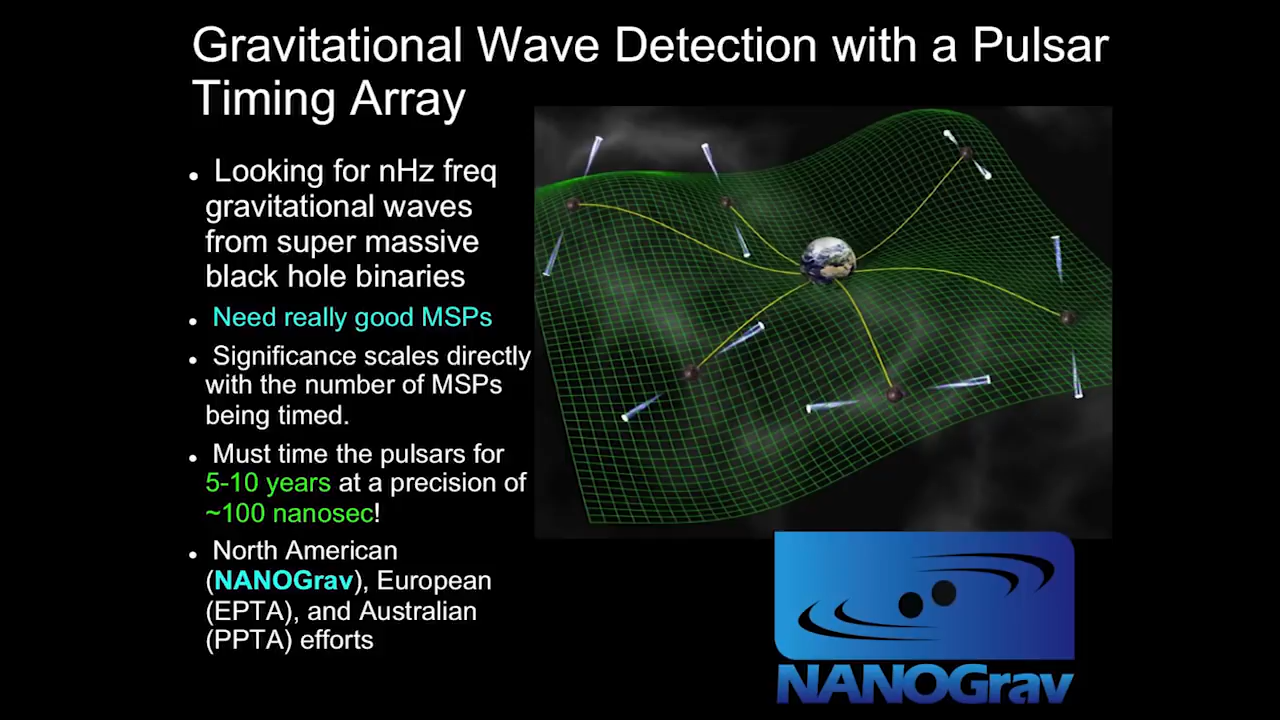 Gravitational Wave Detection with a Pulsar
Timing Array
• Looking for nHz freq
gravitational waves
from super massive
black hole binaries
• Need really good MSPs
• Significance scales directly
with the number of MSPs
being timed.
• Must time the pulsars for
5-10 years at a precision of
~100 nanosec!
• North American
(NANOGrav), European
(EPTA), and Australian
(PPTA) efforts
NANOGrav